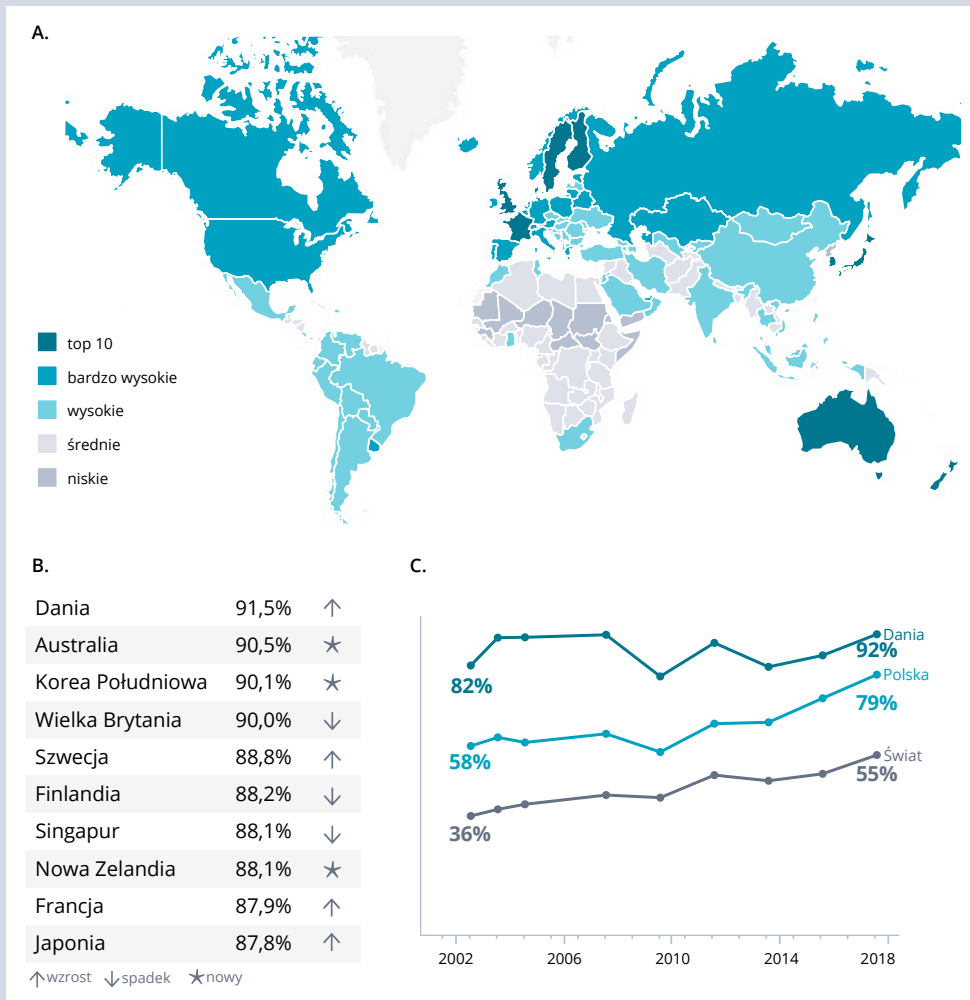 A.
top 10
bardzo wysokie
wysokie
średnie
niskie
B.
Dania 91,5%
Australia 90,5%
Korea Południowa 90,1%
Wielka Brytania 90,0%
Szwecja 88,8%
Finlandia 88,2%
Singapur 88,1%
Nowa Zelandia 88,1%
Francja 87,9%
Japonia 87,8%
wzrost spadek nowy
C.
Dania
92%
82%
Polska
79%
58%
Świat
55%
36%
2002 2006 2010 2014 2018